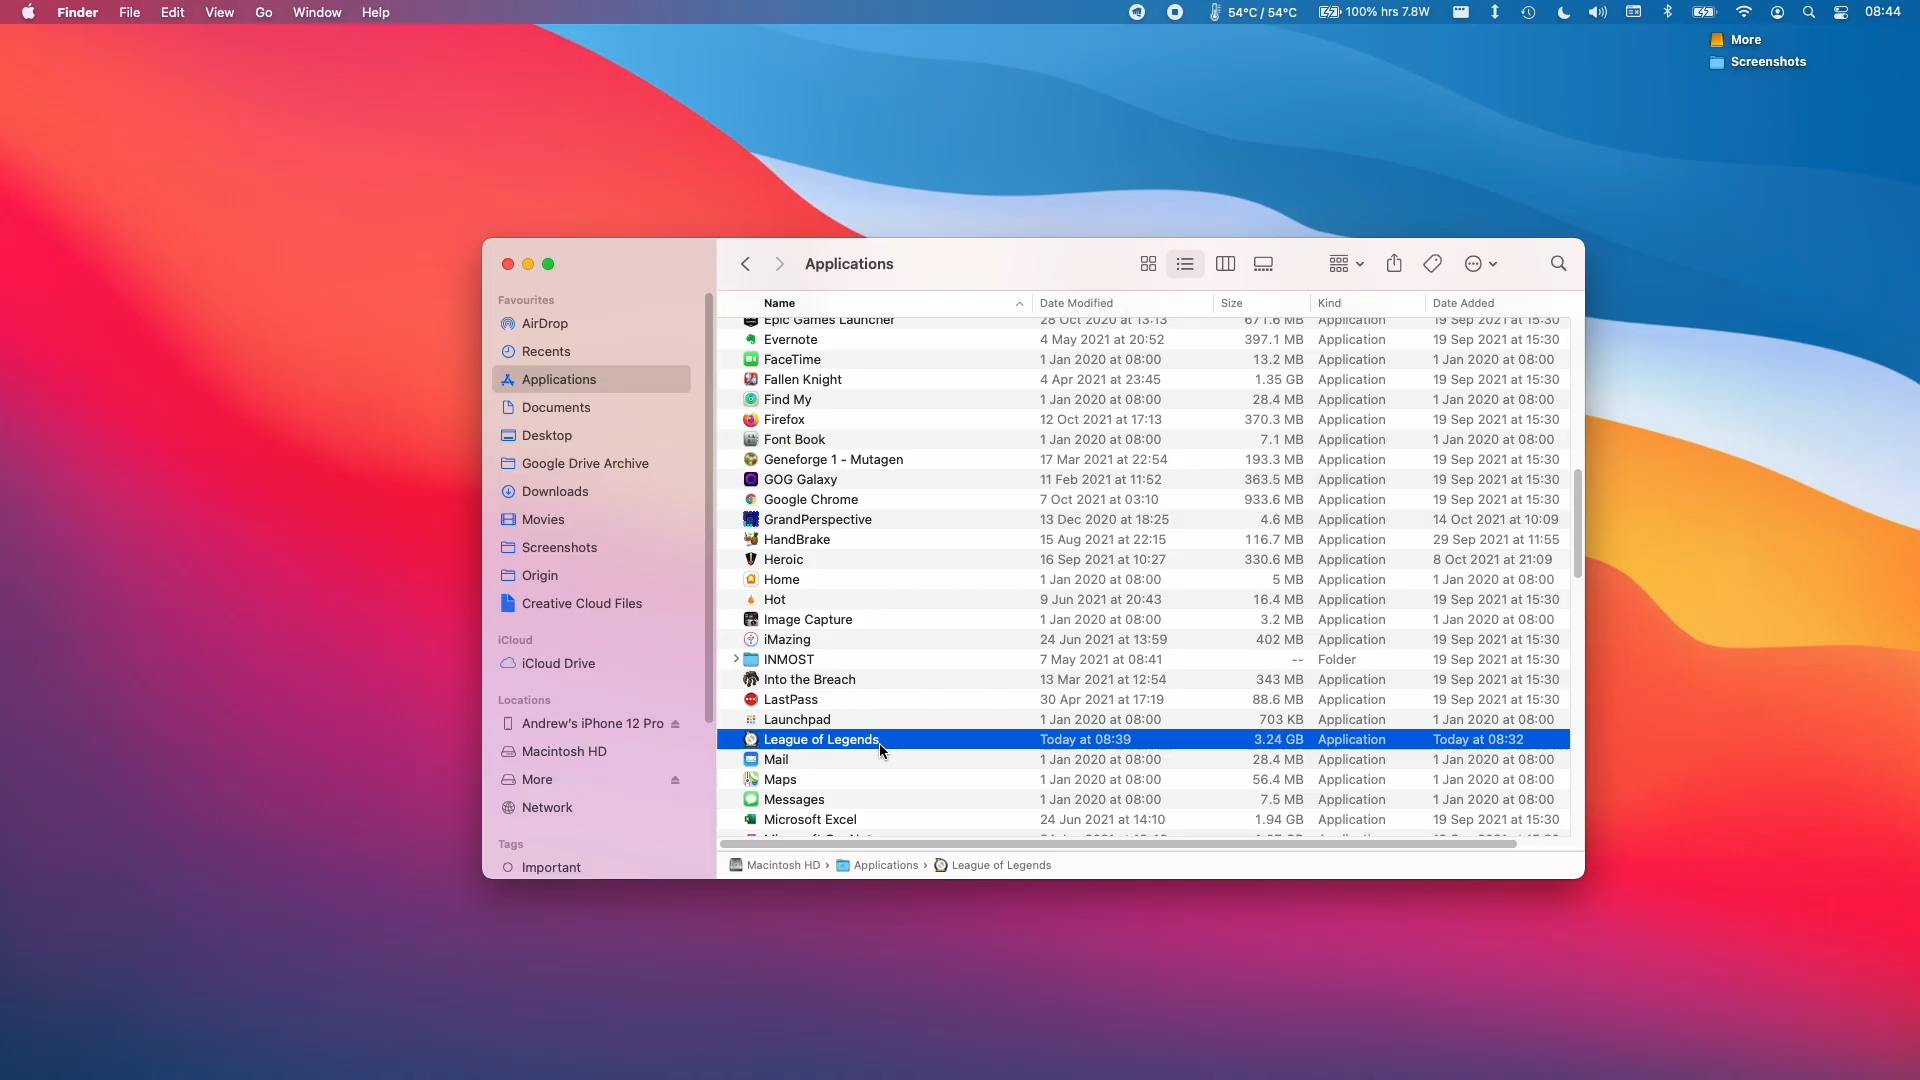 Finder File Edit View Go Window Help 54°C / 54°C 100% hrs 7.8W 08:44
More
Screenshots
Applications
Favourites
AirDrop
Recents
Applications
Documents
Desktop
Google Drive Archive
Downloads
Movies
Screenshots
Origin
Creative Cloud Files
iCloud
iCloud Drive
Locations
Andrew's iPhone 12 Pro
Macintosh HD
More
Network
Tags
Important
Name Date Modified Size Kind Date Added
Epic Games Launcher 28 Oct 2020 at 13:13 671.6 MB Application 19 Sep 2021 at 15:30
Evernote 4 May 2021 at 20:52 397.1 MB Application 19 Sep 2021 at 15:30
FaceTime 1 Jan 2020 at 08:00 13.2 MB Application 1 Jan 2020 at 08:00
Fallen Knight 4 Apr 2021 at 23:45 1.35 GB Application 19 Sep 2021 at 15:30
Find My 1 Jan 2020 at 08:00 28.4 MB Application 1 Jan 2020 at 08:00
Firefox 12 Oct 2021 at 17:13 370.3 MB Application 19 Sep 2021 at 15:30
Font Book 1 Jan 2020 at 08:00 7.1 MB Application 1 Jan 2020 at 08:00
Geneforge 1 - Mutagen 17 Mar 2021 at 22:54 193.3 MB Application 19 Sep 2021 at 15:30
GOG Galaxy 11 Feb 2021 at 11:52 363.5 MB Application 19 Sep 2021 at 15:30
Google Chrome 7 Oct 2021 at 03:10 933.6 MB Application 19 Sep 2021 at 15:30
GrandPerspective 13 Dec 2020 at 18:25 4.6 MB Application 14 Oct 2021 at 10:09
HandBrake 15 Aug 2021 at 22:15 116.7 MB Application 29 Sep 2021 at 11:55
Heroic 16 Sep 2021 at 10:27 330.6 MB Application 8 Oct 2021 at 21:09
Home 1 Jan 2020 at 08:00 5 MB Application 1 Jan 2020 at 08:00
Hot 9 Jun 2021 at 20:43 16.4 MB Application 19 Sep 2021 at 15:30
Image Capture 1 Jan 2020 at 08:00 3.2 MB Application 1 Jan 2020 at 08:00
iMazing 24 Jun 2021 at 13:59 402 MB Application 19 Sep 2021 at 15:30
INMOST 7 May 2021 at 08:41 -- Folder 19 Sep 2021 at 15:30
Into the Breach 13 Mar 2021 at 12:54 343 MB Application 19 Sep 2021 at 15:30
LastPass 30 Apr 2021 at 17:19 88.6 MB Application 19 Sep 2021 at 15:30
Launchpad 1 Jan 2020 at 08:00 703 KB Application 1 Jan 2020 at 08:00
League of Legends Today at 08:39 3.24 GB Application Today at 08:32
Mail 1 Jan 2020 at 08:00 28.4 MB Application 1 Jan 2020 at 08:00
Maps 1 Jan 2020 at 08:00 56.4 MB Application 1 Jan 2020 at 08:00
Messages 1 Jan 2020 at 08:00 7.5 MB Application 1 Jan 2020 at 08:00
Microsoft Excel 24 Jun 2021 at 14:10 1.94 GB Application 19 Sep 2021 at 15:30
Macintosh HD › Applications › League of Legends